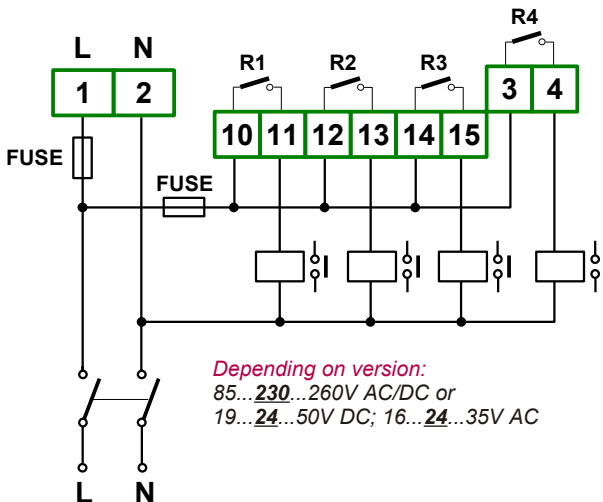 R4
L N
R1 R2 R3
1 2
3 4
10 11 12 13 14 15
FUSE
FUSE
Depending on version:
85...230...260V AC/DC or
19...24...50V DC; 16...24...35V AC
L N